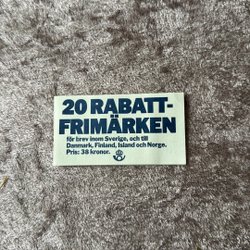 20 RABATT-
FRIMÄRKEN
för brev inom Sverige, och till
Danmark, Finland, Island och Norge.
Pris: 38 kronor.